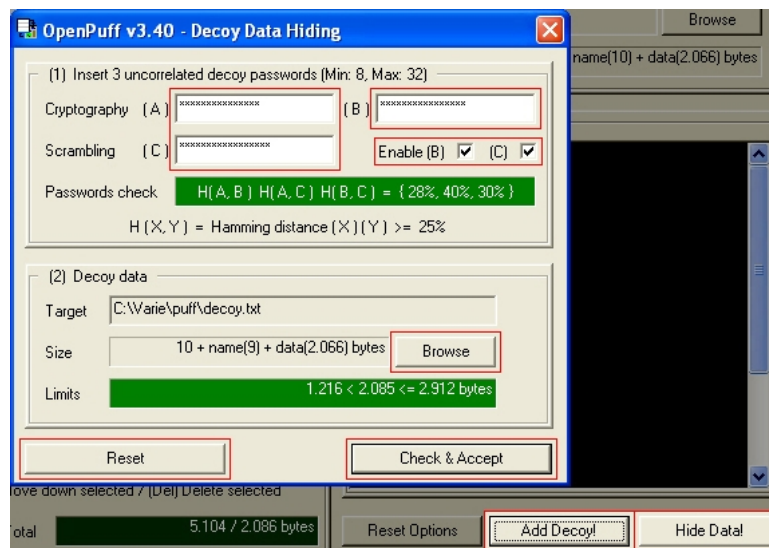 OpenPuff v3.40 - Decoy Data Hiding
Browse
name(10) + data(2.066) bytes
(1) Insert 3 uncorrelated decoy passwords (Min: 8, Max: 32)
Cryptography (A) *************** (B) ****************
Scrambling (C) ***************** Enable (B) (C)
Passwords check H(A, B) H(A, C) H(B, C) = { 28%, 40%, 30% }
H (X, Y) = Hamming distance (X) (Y) >= 25%
(2) Decoy data
Target C:\Varie\puff\decoy.txt
Size 10 + name(9) + data(2.066) bytes Browse
Limits 1.216 < 2.085 <= 2.912 bytes
Reset Check & Accept
down selected / (Del) Delete selected
5.104 / 2.086 bytes Reset Options Add Decoy! Hide Data!